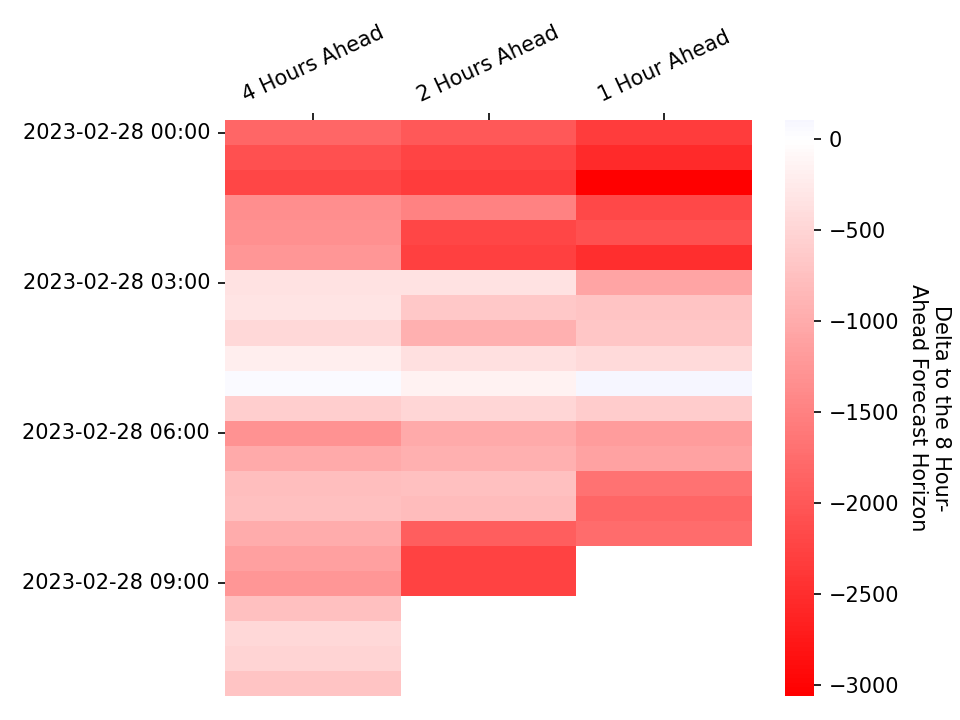 4 Hours Ahead
2 Hours Ahead
1 Hour Ahead
2023-02-28 00:00
2023-02-28 03:00
2023-02-28 06:00
2023-02-28 09:00
0
−500
−1000
−1500
−2000
−2500
−3000
Delta to the 8 Hour-
Ahead Forecast Horizon